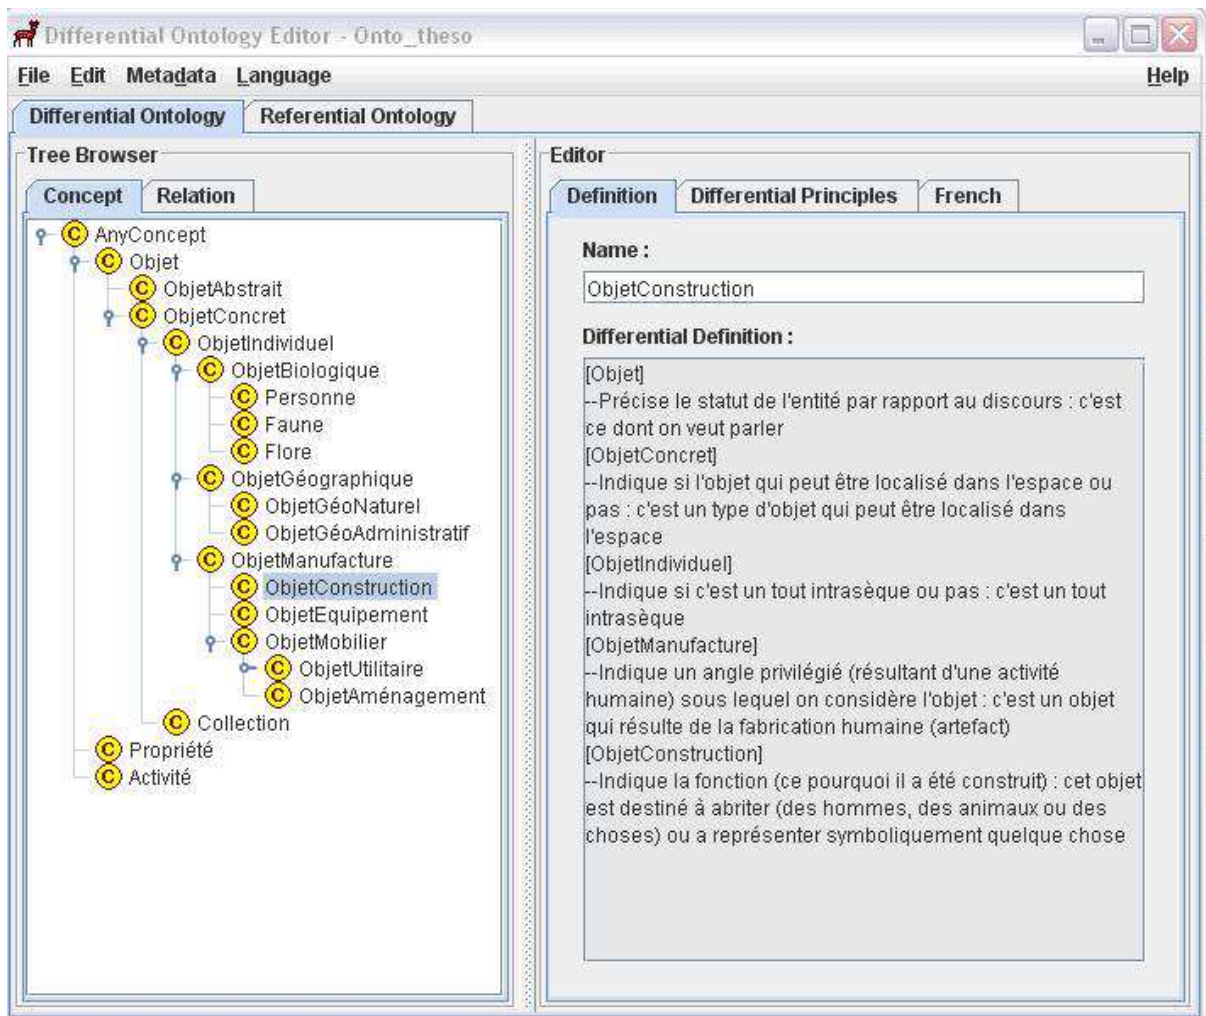 Differential Ontology Editor - Onto_theso
File Edit Metadata Language Help
Differential Ontology Referential Ontology
Tree Browser
Concept Relation
C AnyConcept
C Objet
C ObjetAbstrait
C ObjetConcret
C ObjetIndividuel
C ObjetBiologique
C Personne
C Faune
C Flore
C ObjetGéographique
C ObjetGéoNaturel
C ObjetGéoAdministratif
C ObjetManufacture
C ObjetConstruction
C ObjetEquipement
C ObjetMobilier
C ObjetUtilitaire
C ObjetAménagement
C Collection
C Propriété
C Activité
Editor
Definition Differential Principles French
Name :
ObjetConstruction
Differential Definition :
[Objet]
--Précise le statut de l'entité par rapport au discours : c'est
ce dont on veut parler
[ObjetConcret]
--Indique si l'objet qui peut être localisé dans l'espace ou
pas : c'est un type d'objet qui peut être localisé dans
l'espace
[ObjetIndividuel]
--Indique si c'est un tout intrasèque ou pas : c'est un tout
intrasèque
[ObjetManufacture]
--Indique un angle privilégié (résultant d'une activité
humaine) sous lequel on considère l'objet : c'est un objet
qui résulte de la fabrication humaine (artefact)
[ObjetConstruction]
--Indique la fonction (ce pourquoi il a été construit) : cet objet
est destiné à abriter (des hommes, des animaux ou des
choses) ou a représenter symboliquement quelque chose